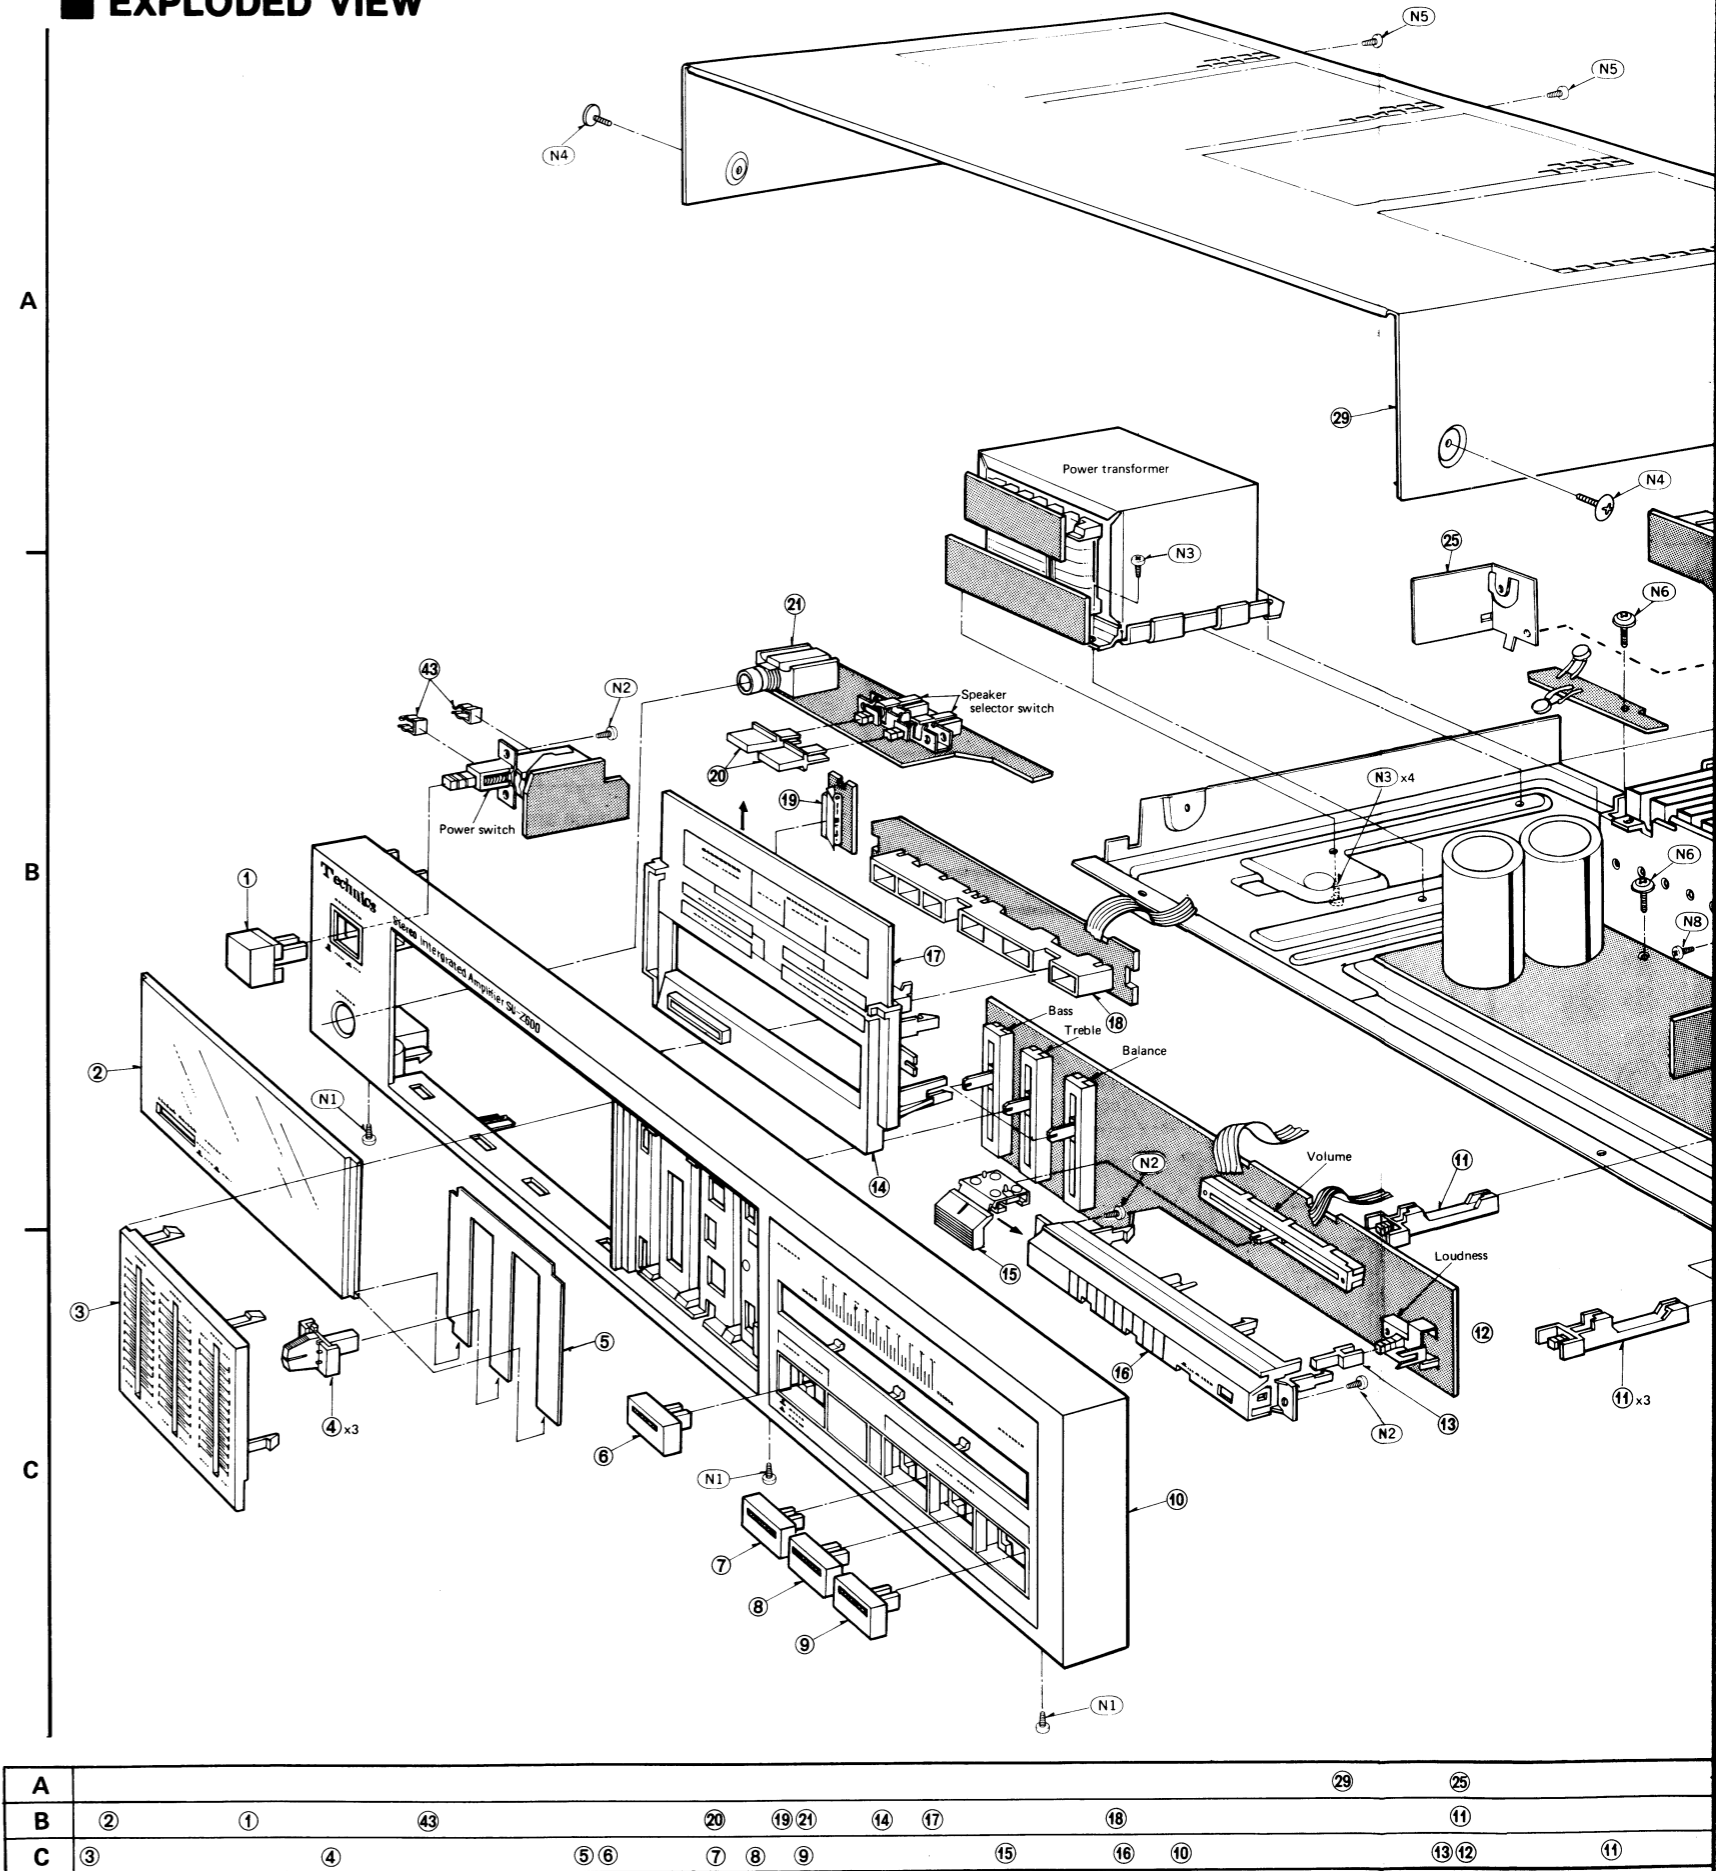 ■ EXPLODED VIEW
N5
N5
N4
A
29
Power transformer
N4
N3
25
N6
21
43
N2
Speaker
selector switch
20
19
N3 x4
Power switch
B
1
N6
Technics
N8
17
Stereo Intergrated Amplifier SU-Z600
18
Bass
Treble
Balance
2
N1
Volume
N2
11
14
15
Loudness
3
12
5
16
4 x3
13
11 x3
N2
6
N1
C
10
7
8
9
N1
A 29 25
B 2 1 43 20 19 21 14 17 18 11
C 3 4 5 6 7 8 9 15 16 10 13 12 11